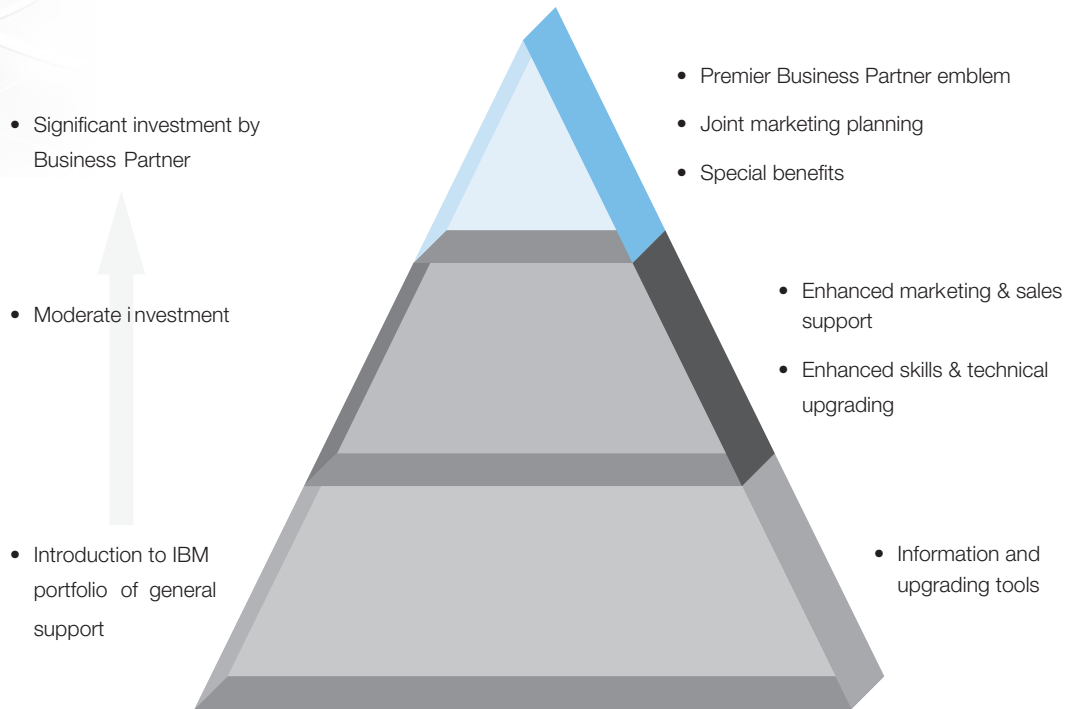 • Significant investment by
Business Partner
• Moderate investment
• Introduction to IBM
portfolio of general
support
• Premier Business Partner emblem
• Joint marketing planning
• Special benefits
• Enhanced marketing & sales
support
• Enhanced skills & technical
upgrading
• Information and
upgrading tools